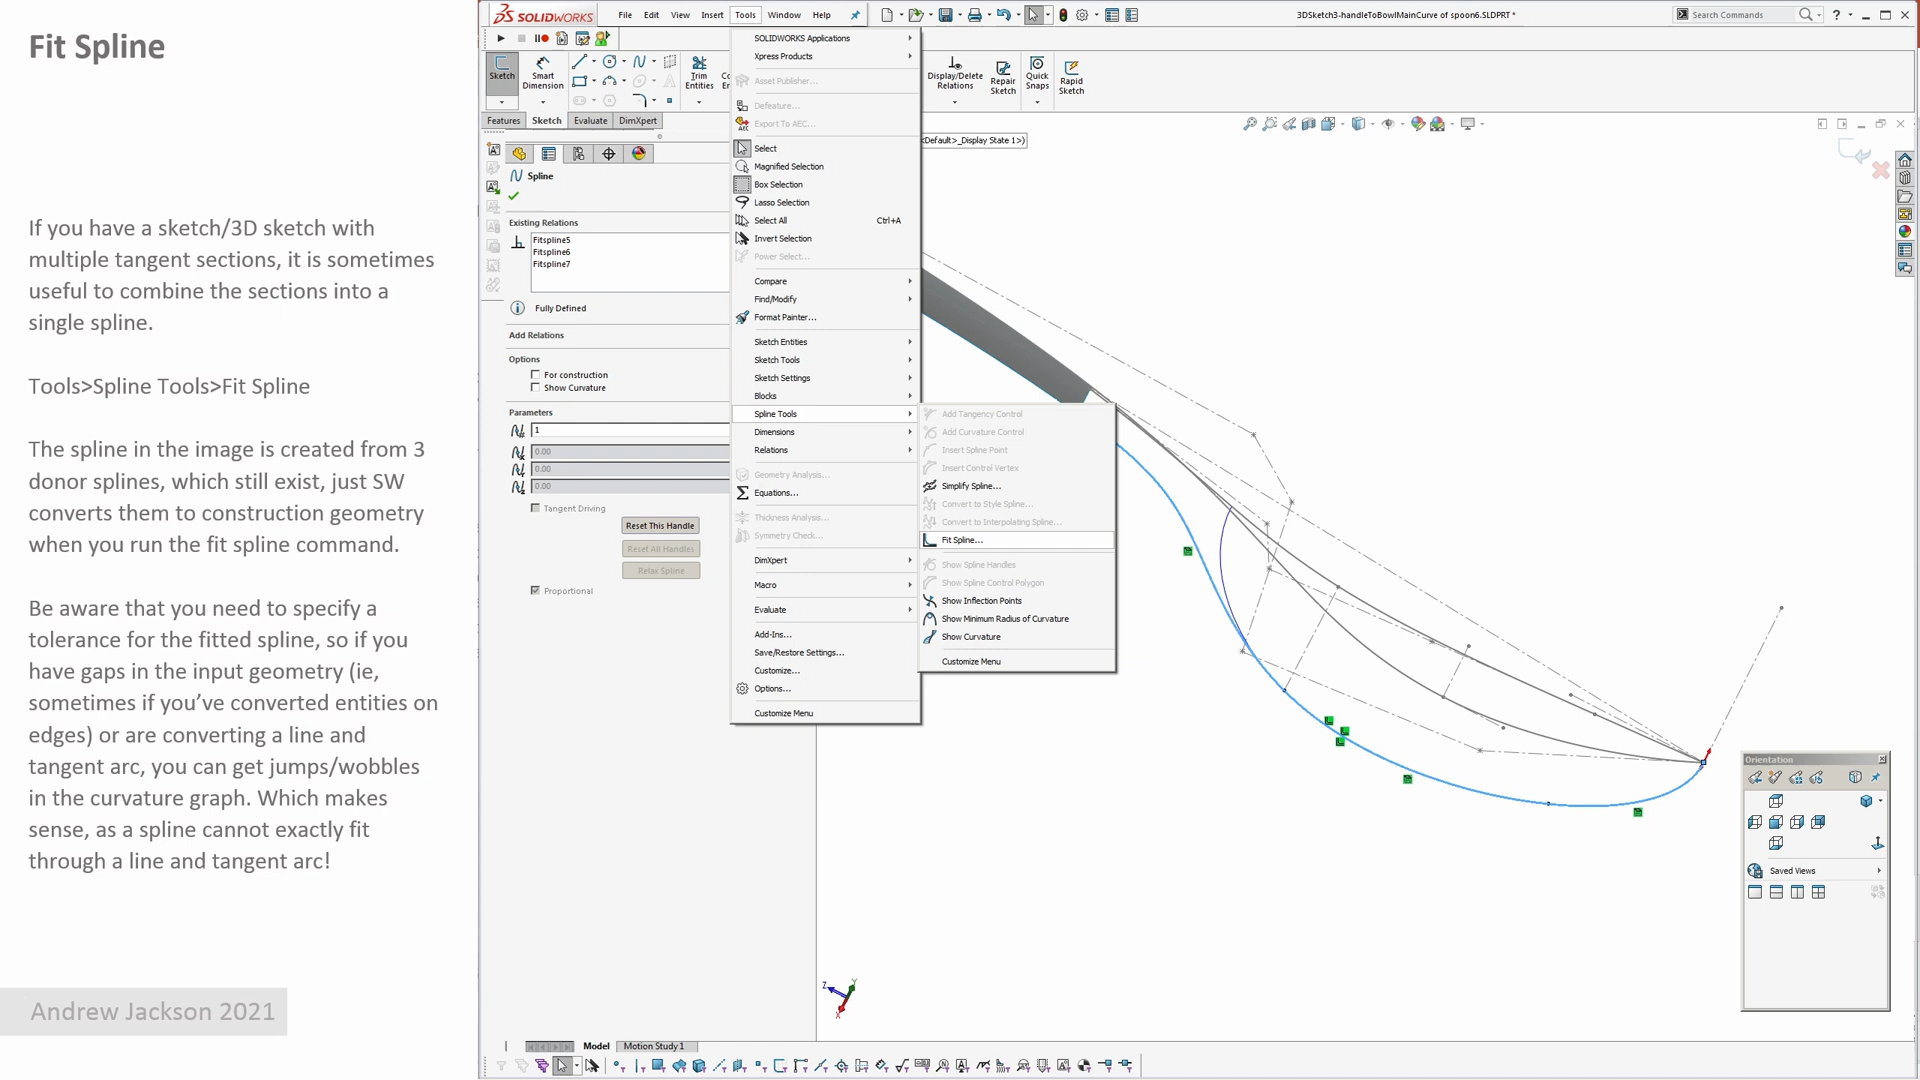 Fit Spline
If you have a sketch/3D sketch with
multiple tangent sections, it is sometimes
useful to combine the sections into a
single spline.
Tools>Spline Tools>Fit Spline
The spline in the image is created from 3
donor splines, which still exist, just SW
converts them to construction geometry
when you run the fit spline command.
Be aware that you need to specify a
tolerance for the fitted spline, so if you
have gaps in the input geometry (ie,
sometimes if you’ve converted entities on
edges) or are converting a line and
tangent arc, you can get jumps/wobbles
in the curvature graph. Which makes
sense, as a spline cannot exactly fit
through a line and tangent arc!
Andrew Jackson 2021
SOLIDWORKS
File Edit View Insert Tools Window Help
3DSketch3-handleToBowlMainCurve of spoon6.SLDPRT *
Search Commands
Sketch
Smart
Dimension
Trim
Entities
Display/Delete
Relations
Repair
Sketch
Quick
Snaps
Rapid
Sketch
Features Sketch Evaluate DimXpert
<Default>_Display State 1>)
Spline
Existing Relations
Fitspline5
Fitspline6
Fitspline7
Fully Defined
Add Relations
Options
For construction
Show Curvature
Parameters
1
0.00
0.00
0.00
Tangent Driving
Reset This Handle
Reset All Handles
Relax Spline
Proportional
SOLIDWORKS Applications
Xpress Products
Asset Publisher...
Defeature...
Export To AEC...
Select
Magnified Selection
Box Selection
Lasso Selection
Select All Ctrl+A
Invert Selection
Power Select...
Compare
Find/Modify
Format Painter...
Sketch Entities
Sketch Tools
Sketch Settings
Blocks
Spline Tools
Dimensions
Relations
Geometry Analysis...
Equations...
Thickness Analysis...
Symmetry Check...
DimXpert
Macro
Evaluate
Add-Ins...
Save/Restore Settings...
Customize...
Options...
Customize Menu
Add Tangency Control
Add Curvature Control
Insert Spline Point
Insert Control Vertex
Simplify Spline...
Convert to Style Spline...
Convert to Interpolating Spline...
Fit Spline...
Show Spline Handles
Show Spline Control Polygon
Show Inflection Points
Show Minimum Radius of Curvature
Show Curvature
Customize Menu
Orientation
Saved Views
Z
Y
X
Model Motion Study 1